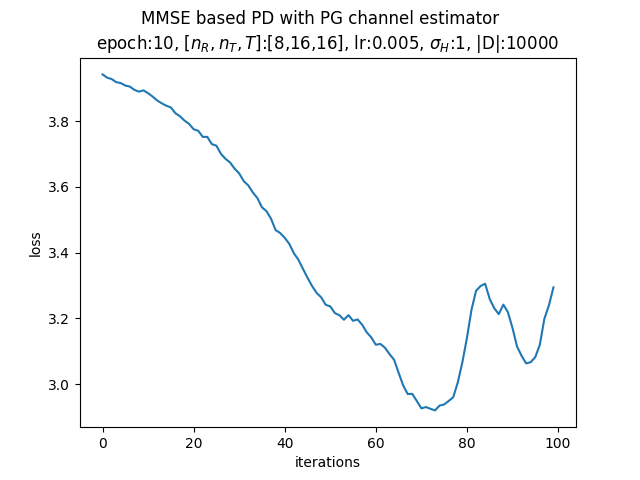 MMSE based PD with PG channel estimator
epoch:10, [n_R, n_T, T]:[8,16,16], lr:0.005, σ_H:1, |D|:10000
3.8
3.6
3.4
3.2
3.0
loss
0 20 40 60 80 100
iterations